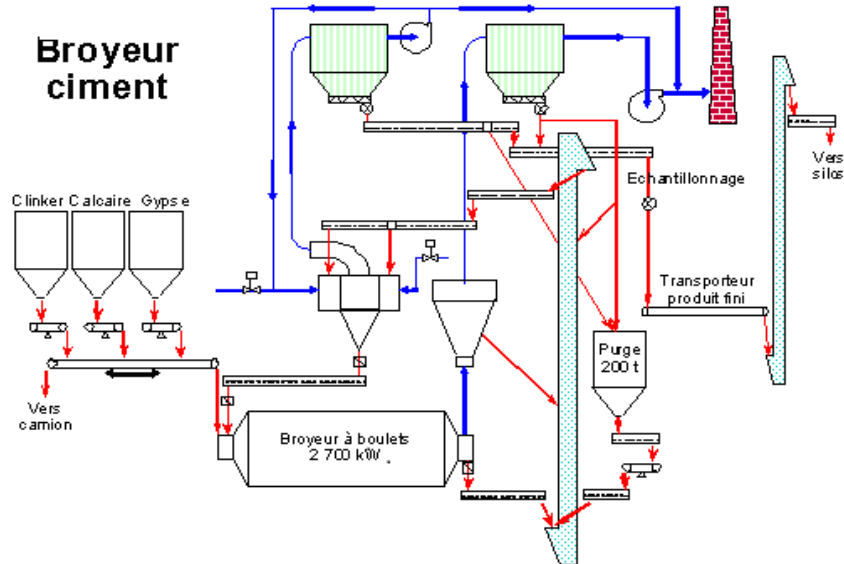 Broyeur
ciment
Clinker Calcaire Gypse
Vers
camion
Broyeur à boulets
2 700 kW
Echantillonnage
Vers
silos
Transporteur
produit fini
Purge
200 t